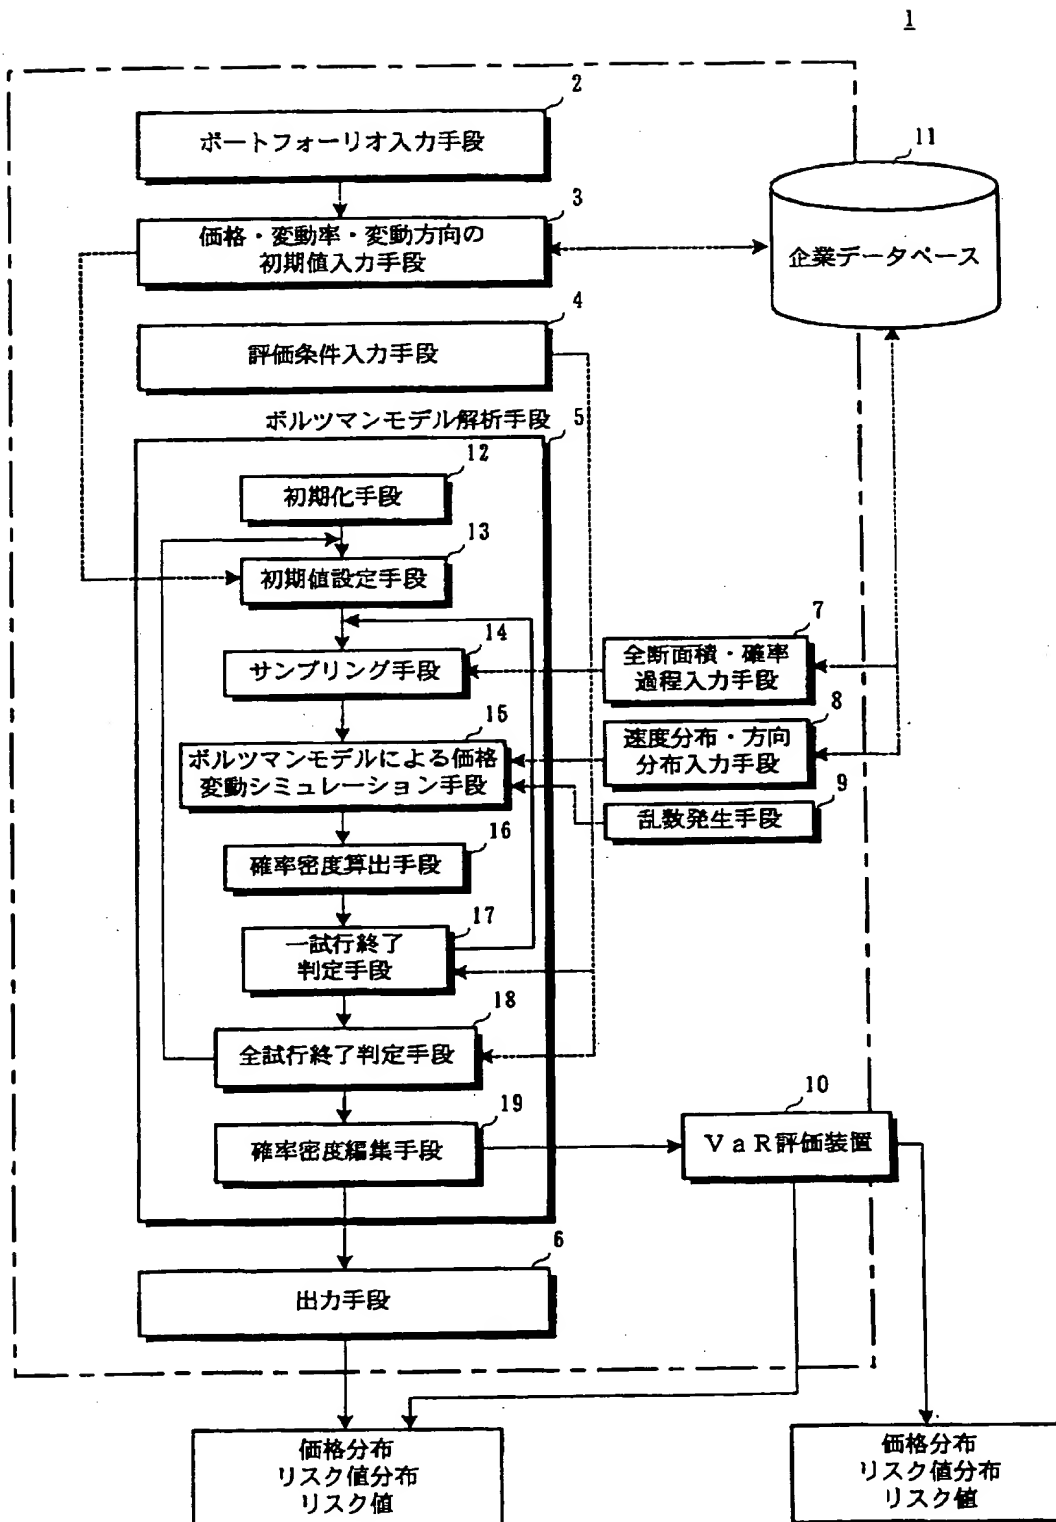 1
2
ポートフォーリオ入力手段
11
企業データベース
3
価格・変動率・変動方向の
初期値入力手段
4
評価条件入力手段
ボルツマンモデル解析手段
5
12
初期化手段
13
初期値設定手段
14
サンプリング手段
7
全断面積・確率
過程入力手段
15
ボルツマンモデルによる価格
変動シミュレーション手段
8
速度分布・方向
分布入力手段
9
乱数発生手段
16
確率密度算出手段
17
一試行終了
判定手段
18
全試行終了判定手段
19
確率密度編集手段
10
VaR評価装置
6
出力手段
価格分布
リスク値分布
リスク値
価格分布
リスク値分布
リスク値